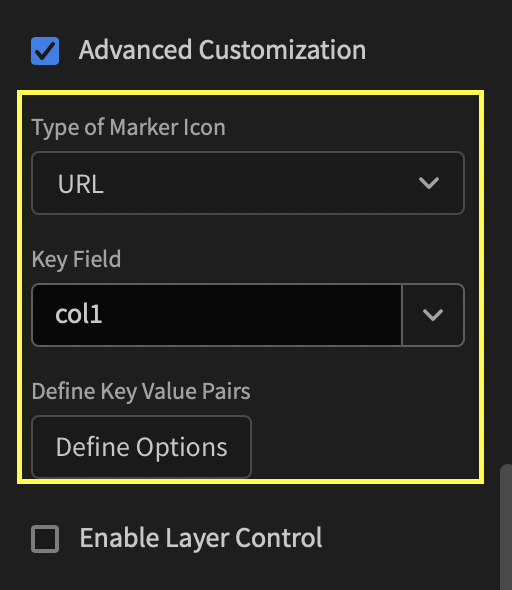 Advanced Customization
Type of Marker Icon
URL
Key Field
col1
Define Key Value Pairs
Define Options
Enable Layer Control